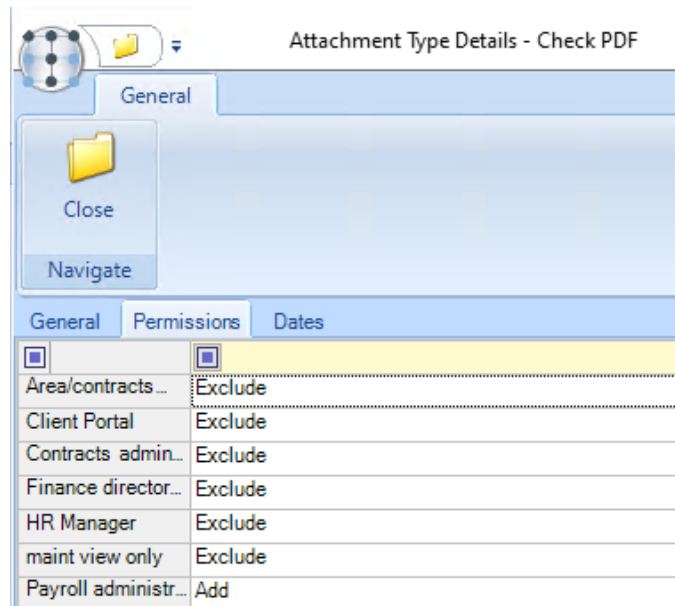 Attachment Type Details - Check PDF
General
Close
Navigate
General Permissions Dates
Area/contracts... Exclude
Client Portal Exclude
Contracts admin... Exclude
Finance director... Exclude
HR Manager Exclude
maint view only Exclude
Payroll administr... Add